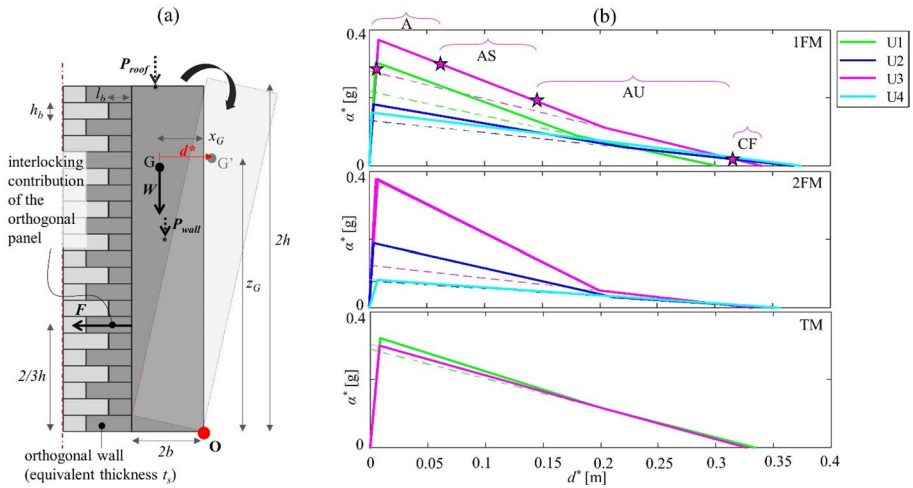 (a)
P_roof
l_b
h_b
x_G
d*
G
G'
interlocking
contribution
of the
orthogonal
panel
W
P_wall
2h
z_G
F
2/3h
2b
O
orthogonal wall
(equivalent thickness t_s)
(b)
A
AS
AU
CF
1FM
0.4
α* [g]
0
U1
U2
U3
U4
2FM
0.4
α* [g]
0
TM
0.4
α* [g]
0
0 0.05 0.1 0.15 0.2 0.25 0.3 0.35 0.4
d* [m]